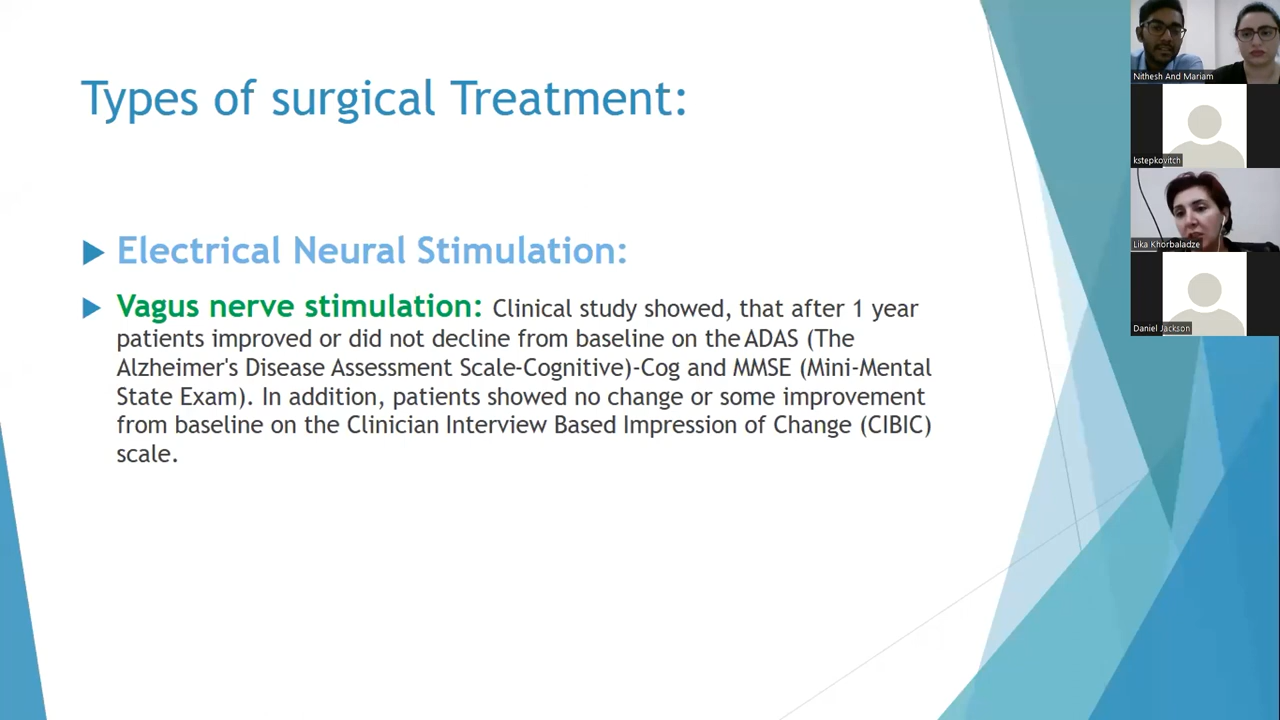 Types of surgical Treatment:
Electrical Neural Stimulation:
Vagus nerve stimulation: Clinical study showed, that after 1 year
patients improved or did not decline from baseline on the ADAS (The
Alzheimer's Disease Assessment Scale-Cognitive)-Cog and MMSE (Mini-Mental
State Exam). In addition, patients showed no change or some improvement
from baseline on the Clinician Interview Based Impression of Change (CIBIC)
scale.
Nithesh And Mariam
kstepkovitch
Lika Khorbaladze
Daniel Jackson